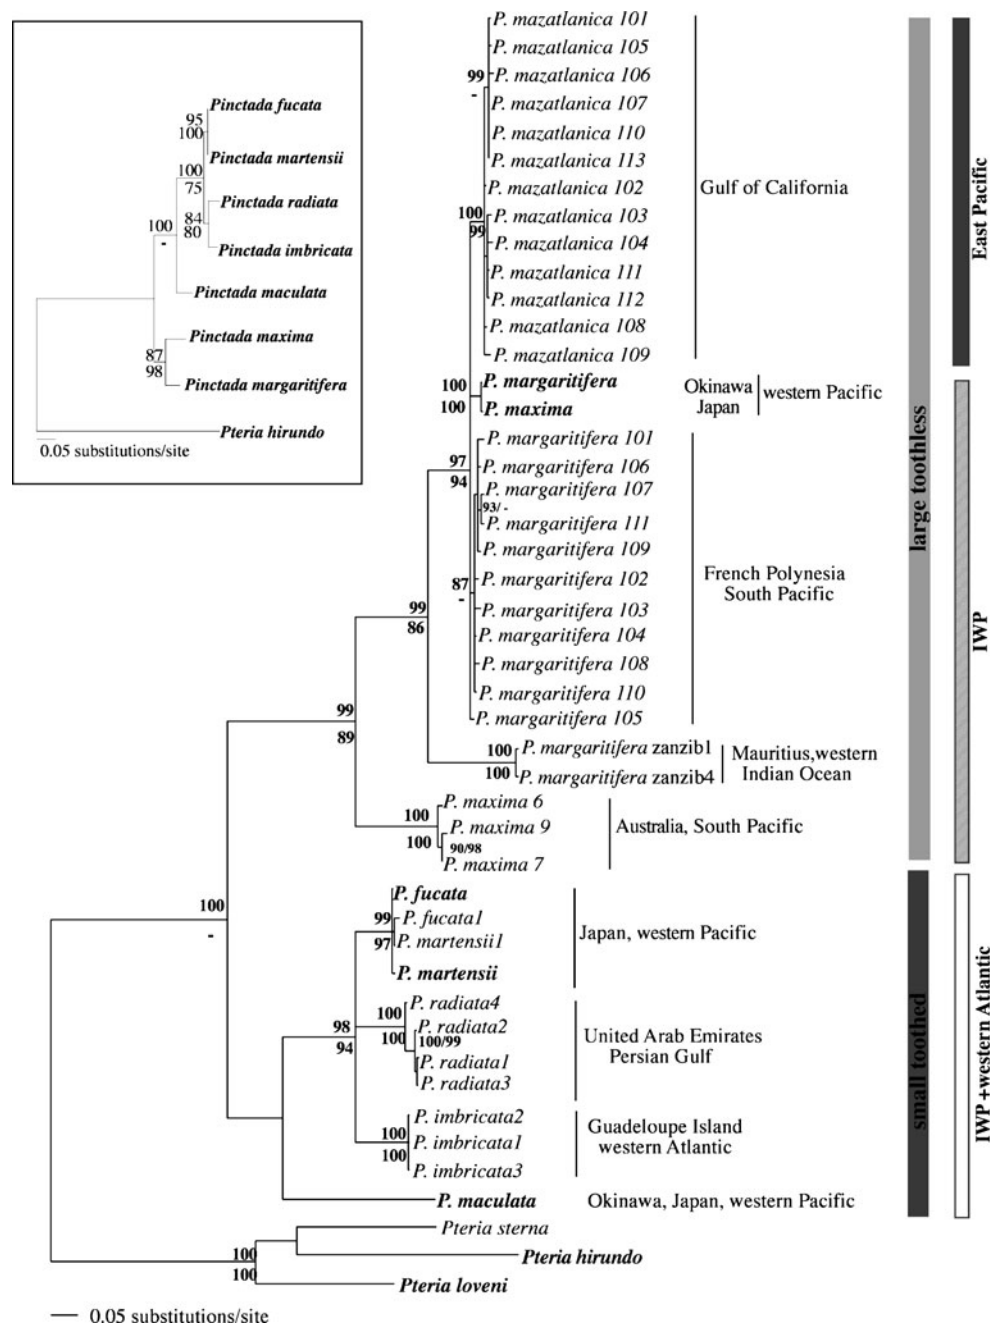 Pinctada fucata
95
100
Pinctada martensii
100
75
Pinctada radiata
84
80
100
-
Pinctada imbricata
Pinctada maculata
Pinctada maxima
87
98
Pinctada margaritifera
Pteria hirundo
0.05 substitutions/site
P. mazatlanica 101
P. mazatlanica 105
99
-
P. mazatlanica 106
P. mazatlanica 107
P. mazatlanica 110
P. mazatlanica 113
P. mazatlanica 102
Gulf of California
100
99
P. mazatlanica 103
P. mazatlanica 104
P. mazatlanica 111
P. mazatlanica 112
P. mazatlanica 108
P. mazatlanica 109
East Pacific
100
100
P. margaritifera
P. maxima
Okinawa
Japan
western Pacific
P. margaritifera 101
97
94
P. margaritifera 106
P. margaritifera 107
93/ -
P. margaritifera 111
P. margaritifera 109
87
-
P. margaritifera 102
P. margaritifera 103
P. margaritifera 104
P. margaritifera 108
P. margaritifera 110
P. margaritifera 105
French Polynesia
South Pacific
large toothless
IWP
99
86
99
89
100
100
P. margaritifera zanzib1
P. margaritifera zanzib4
Mauritius,western
Indian Ocean
P. maxima 6
100
100
P. maxima 9
90/98
P. maxima 7
Australia, South Pacific
100
-
P. fucata
99
97
P. fucata1
P. martensii1
P. martensii
Japan, western Pacific
98
94
P. radiata4
100
100
P. radiata2
100/99
P. radiata1
P. radiata3
United Arab Emirates
Persian Gulf
P. imbricata2
100
100
P. imbricata1
P. imbricata3
Guadeloupe Island
western Atlantic
P. maculata
Okinawa, Japan, western Pacific
small toothed
IWP+western Atlantic
Pteria sterna
100
100
Pteria hirundo
Pteria loveni
0.05 substitutions/site